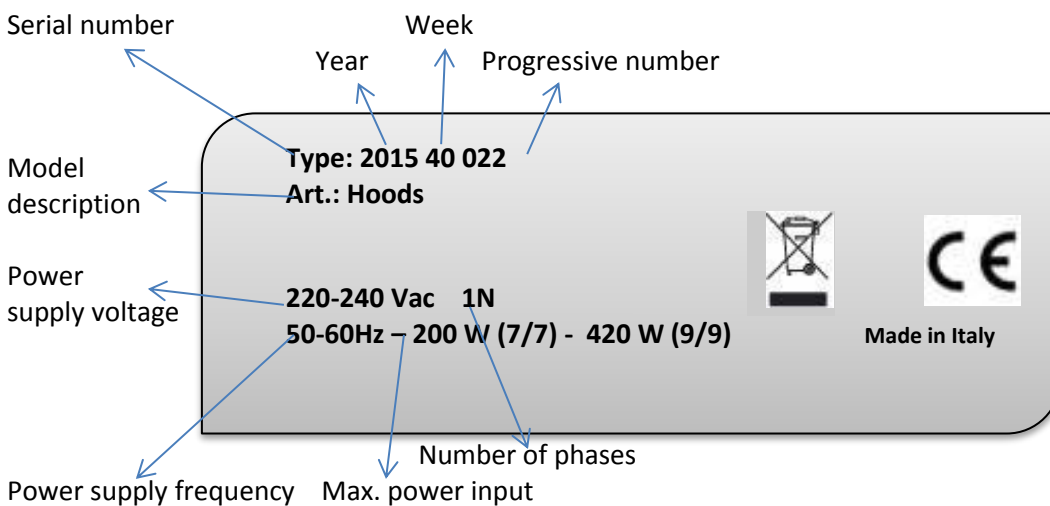 Serial number
Week
Year
Progressive number
Type: 2015 40 022
Art.: Hoods
Model
description
Power
supply voltage
220-240 Vac 1N
50-60Hz – 200 W (7/7) - 420 W (9/9)
CE
Made in Italy
Number of phases
Power supply frequency
Max. power input